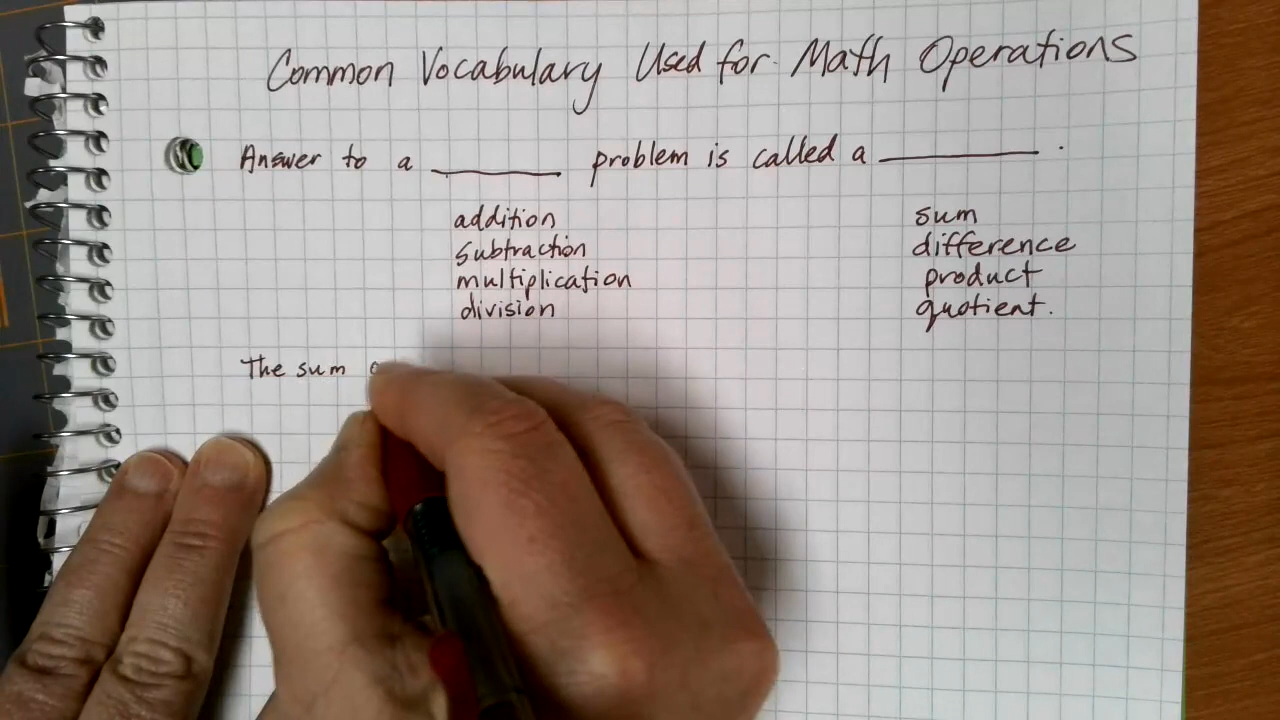 Common Vocabulary Used for Math Operations
Answer to a ________ problem is called a __________ .
addition sum
subtraction difference
multiplication product
division quotient.
The sum